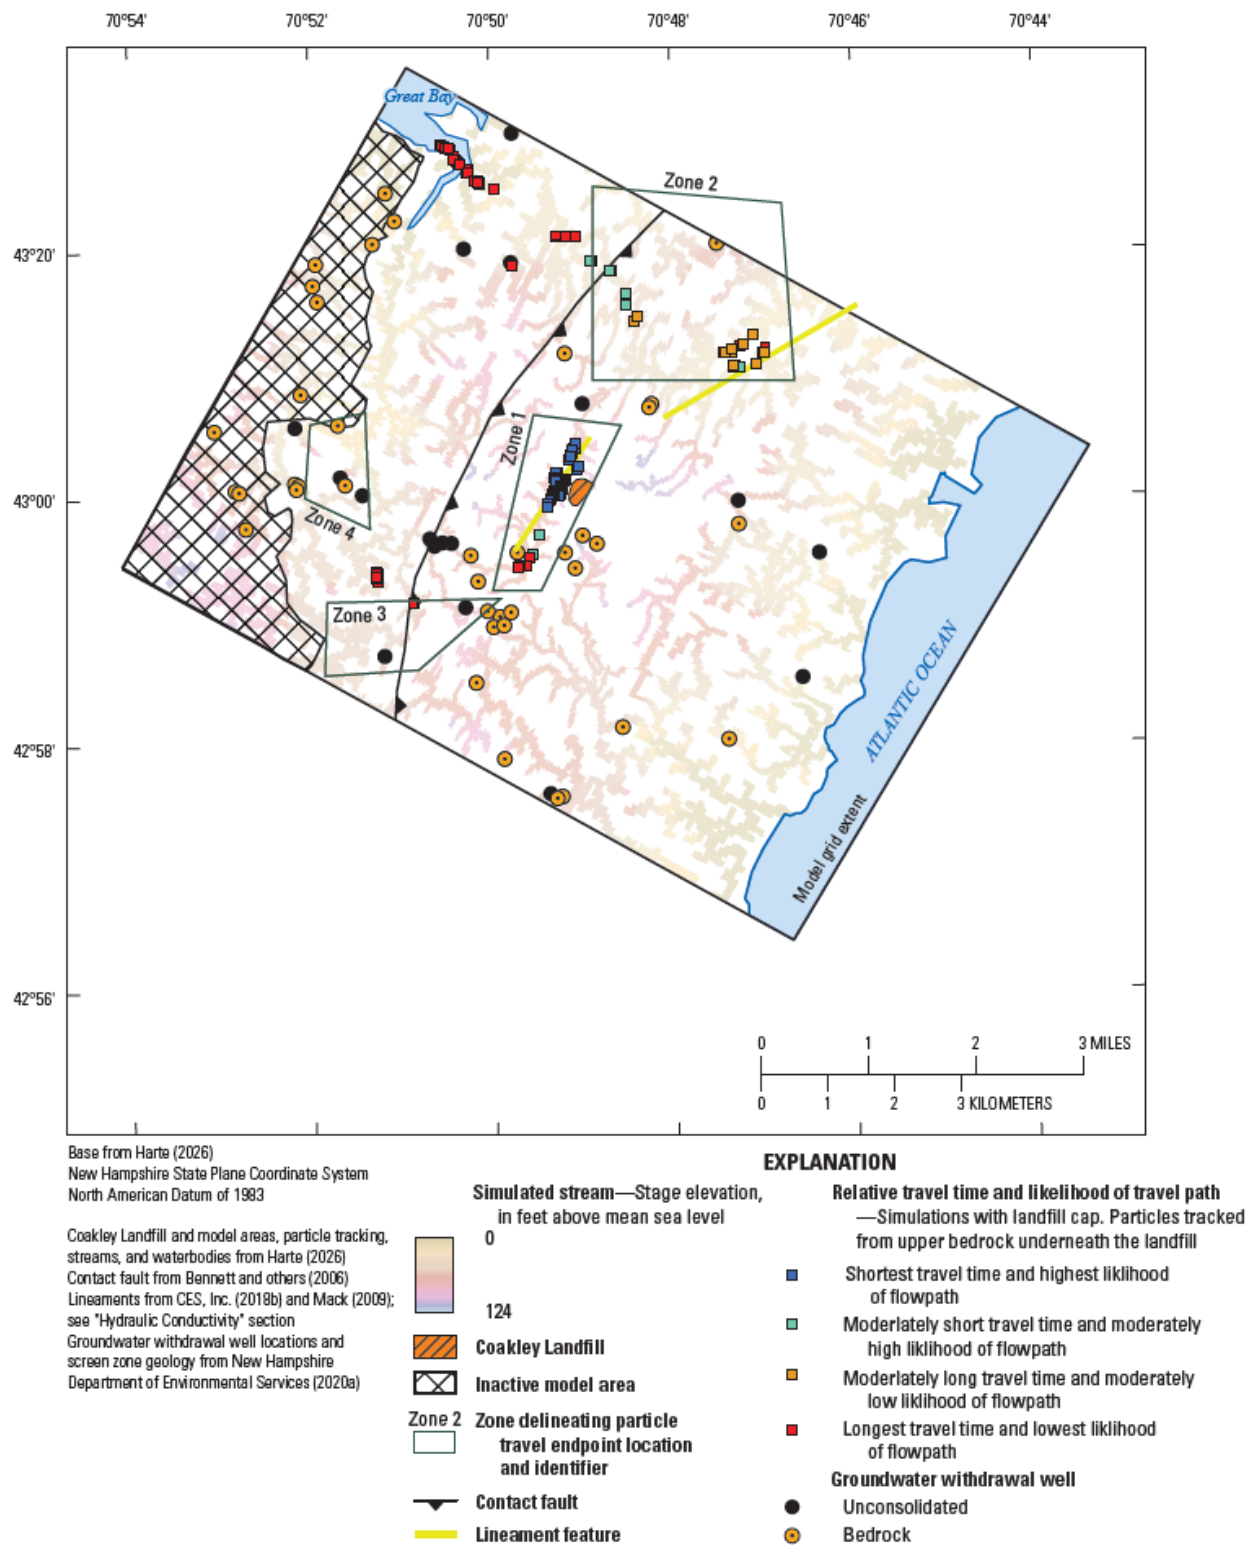 70°54'
70°52'
70°50'
70°48'
70°46'
70°44'
Great Bay
Zone 2
43°20'
Zone 1
43°00'
Zone 4
Zone 3
ATLANTIC OCEAN
42°58'
Model grid extent
42°56'
0 1 2 3 MILES
0 1 2 3 KILOMETERS
Base from Harte (2026)
New Hampshire State Plane Coordinate System
North American Datum of 1983
Coakley Landfill and model areas, particle tracking,
streams, and waterbodies from Harte (2026)
Contact fault from Bennett and others (2006)
Lineaments from CES, Inc. (2018b) and Mack (2009);
see "Hydraulic Conductivity" section
Groundwater withdrawal well locations and
screen zone geology from New Hampshire
Department of Environmental Services (2020a)
EXPLANATION
Simulated stream—Stage elevation,
in feet above mean sea level
0
124
Coakley Landfill
Inactive model area
Zone 2 Zone delineating particle
travel endpoint location
and identifier
Contact fault
Lineament feature
Relative travel time and likelihood of travel path
—Simulations with landfill cap. Particles tracked
from upper bedrock underneath the landfill
Shortest travel time and highest liklihood
of flowpath
Moderlately short travel time and moderately
high liklihood of flowpath
Moderlately long travel time and moderately
low liklihood of flowpath
Longest travel time and lowest liklihood
of flowpath
Groundwater withdrawal well
Unconsolidated
Bedrock